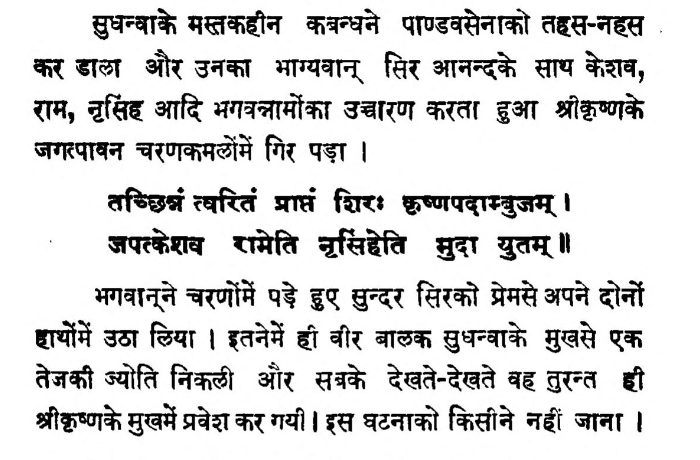 सुधन्वाके मस्तकहीन कबन्धने पाण्डवसेनाको तहस-नहस
कर डाला और उनका भाग्यवान् सिर आनन्दके साथ केशव,
राम, नृसिंह आदि भगवन्नामोंका उच्चारण करता हुआ श्रीकृष्णके
जगत्पावन चरणकमलोंमें गिर पड़ा ।
तच्छिन्नं त्वरितं प्राप्तं शिरः कृष्णपदाम्बुजम् ।
जपत्केशव रामेति नृसिंहेति मुदा युतम् ॥
भगवान्‌ने चरणोंमें पड़े हुए सुन्दर सिरको प्रेमसे अपने दोनों
हाथोंमें उठा लिया । इतनेमें ही वीर बालक सुधन्वाके मुखसे एक
तेजकी ज्योति निकली और सबके देखते-देखते वह तुरन्त ही
श्रीकृष्णके मुखमें प्रवेश कर गयी । इस घटनाको किसीने नहीं जाना ।